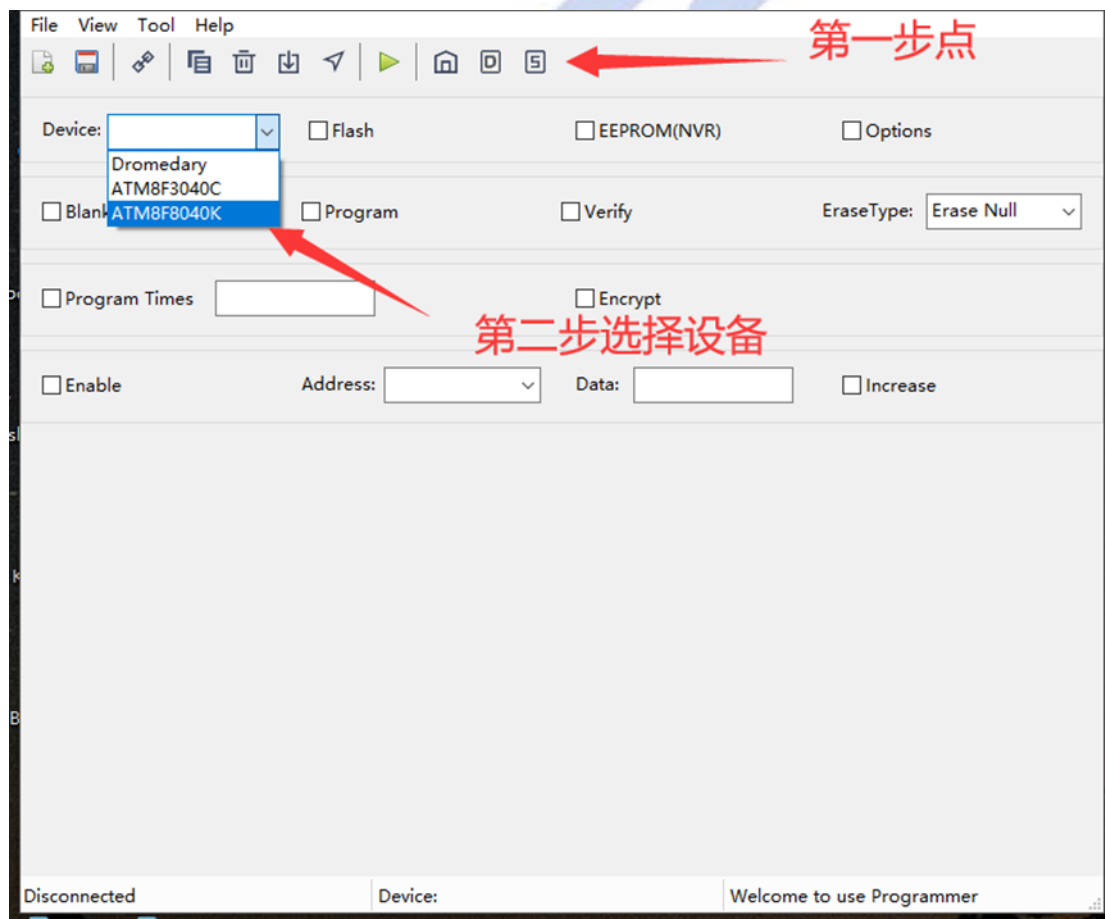 File View Tool Help
第一步点
D S
Device:
Flash
EEPROM(NVR)
Options
Dromedary
ATM8F3040C
ATM8F8040K
Blank
Program
Verify
EraseType: Erase Null
Program Times
Encrypt
第二步选择设备
Enable
Address:
Data:
Increase
Disconnected
Device:
Welcome to use Programmer